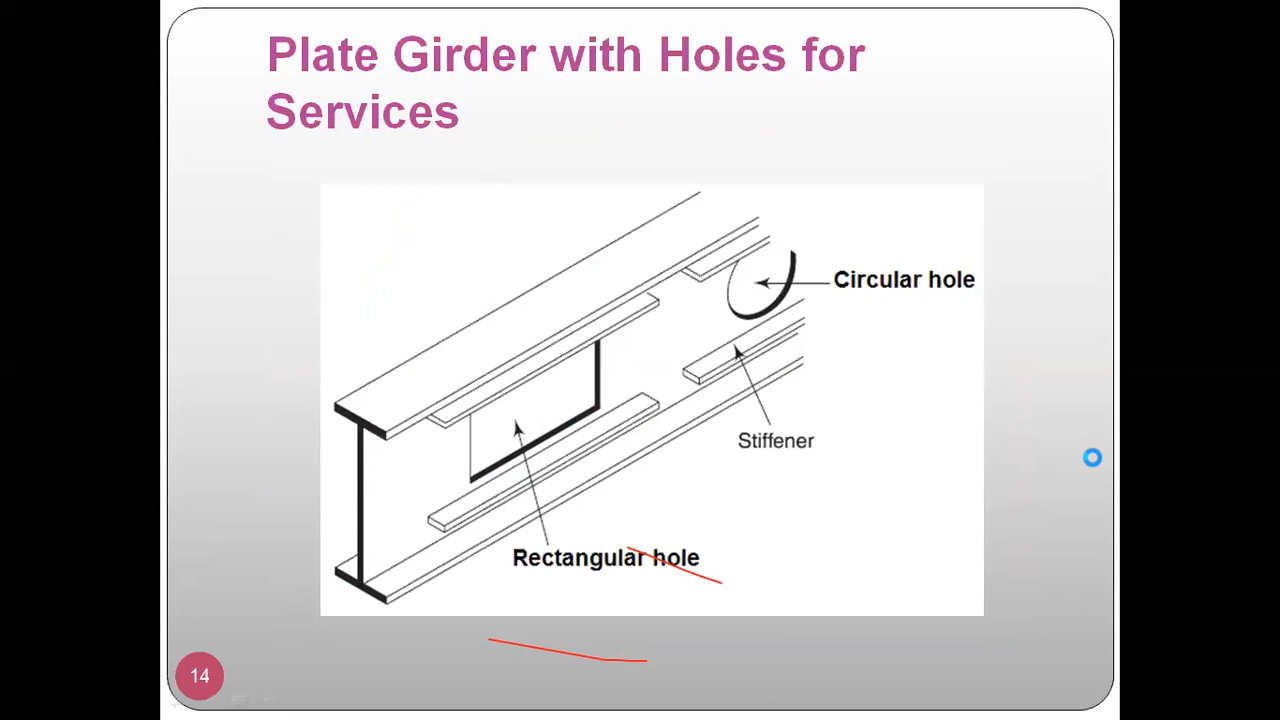 Plate Girder with Holes for
Services
Circular hole
Stiffener
Rectangular hole
14